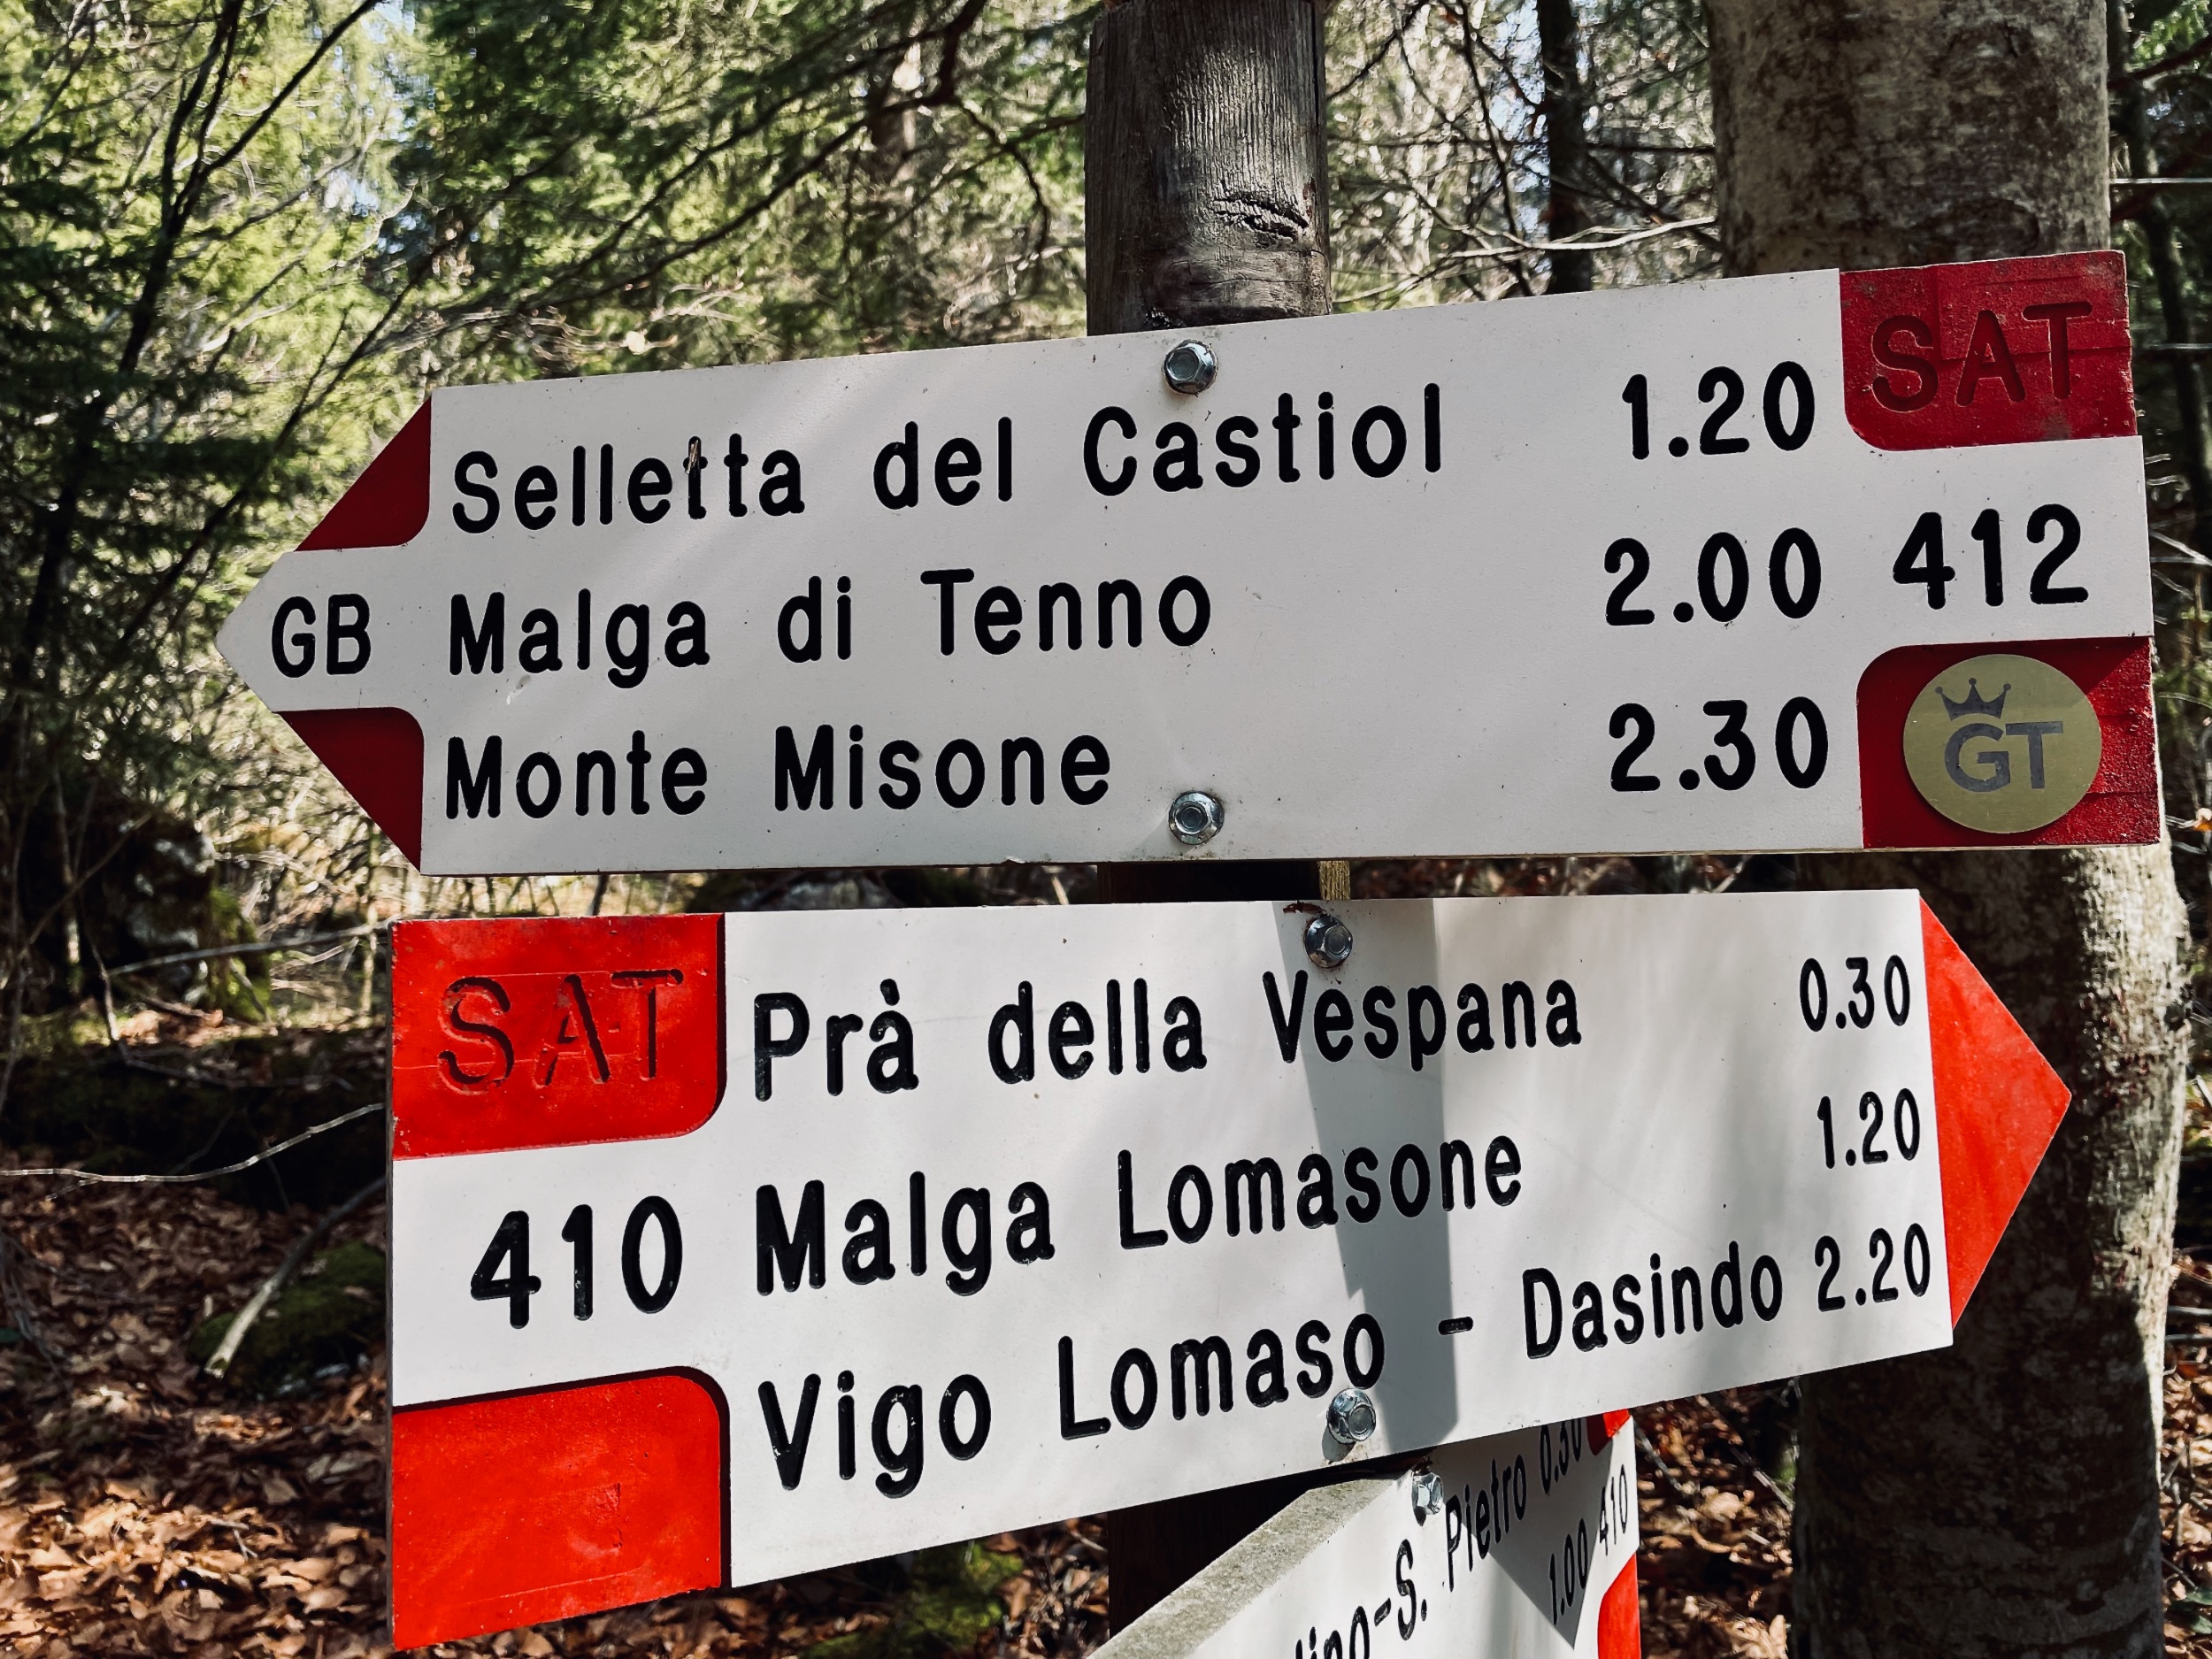 Selletta del Castiol 1.20 SAT
GB Malga di Tenno 2.00 412
Monte Misone 2.30 GT
SAT Prà della Vespana 0.30
410 Malga Lomasone 1.20
Vigo Lomaso - Dasindo 2.20
S. Pietro 0.30
1.00 410